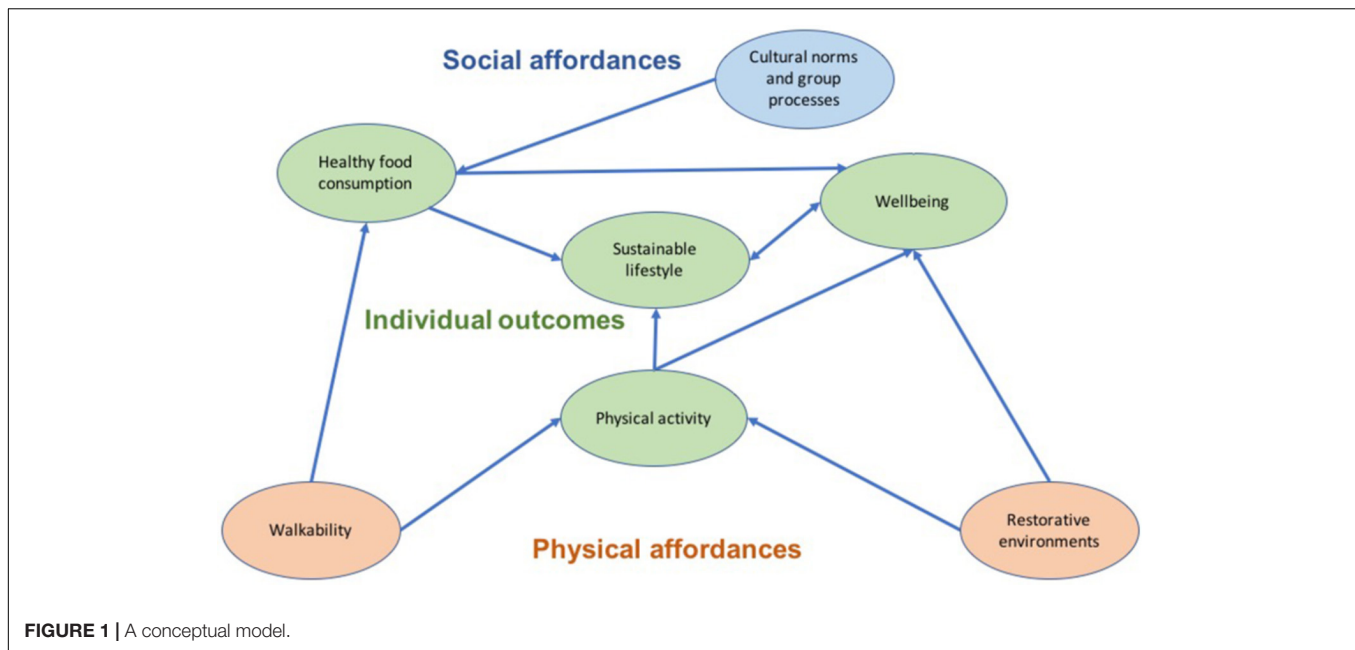 Social affordances
Cultural norms
and group
processes
Healthy food
consumption
Wellbeing
Sustainable
lifestyle
Individual outcomes
Physical activity
Walkability
Restorative
environments
Physical affordances
FIGURE 1 | A conceptual model.